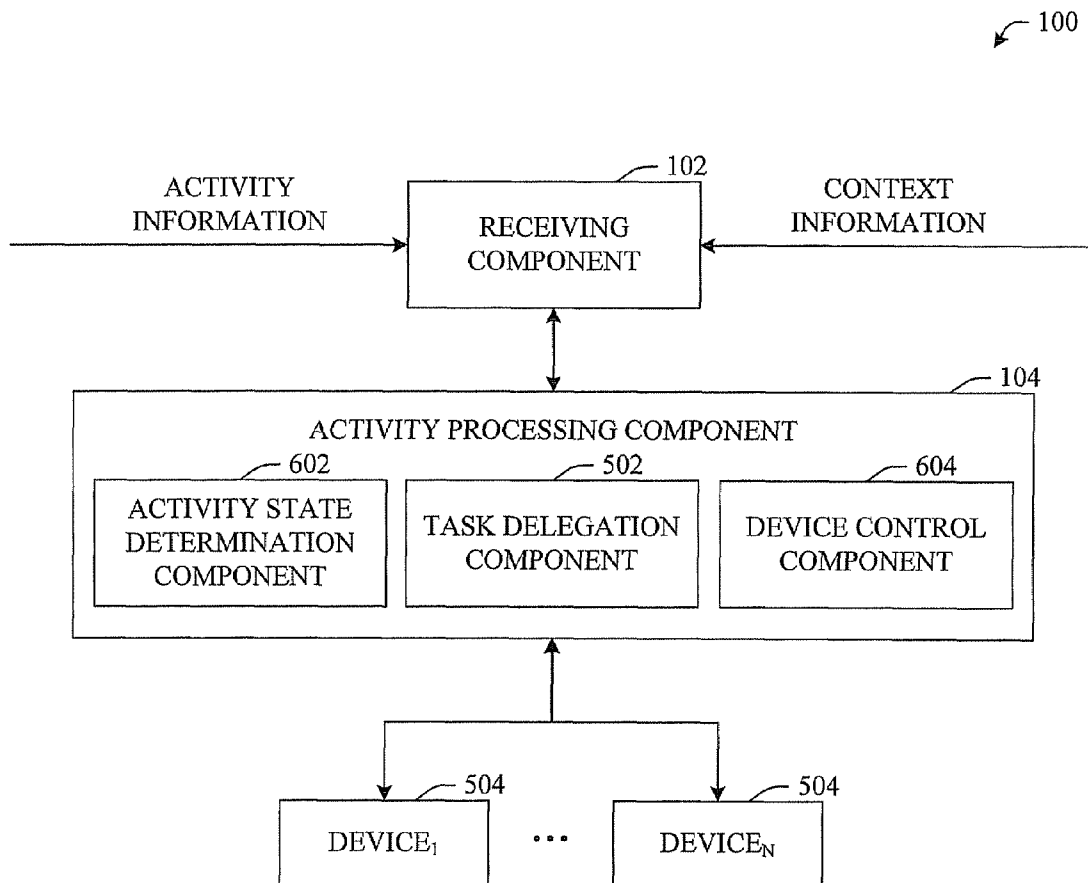 100
102
ACTIVITY
INFORMATION
RECEIVING
COMPONENT
CONTEXT
INFORMATION
104
ACTIVITY PROCESSING COMPONENT
602
502
604
ACTIVITY STATE
DETERMINATION
COMPONENT
TASK DELEGATION
COMPONENT
DEVICE CONTROL
COMPONENT
504
504
DEVICE1
...
DEVICEN